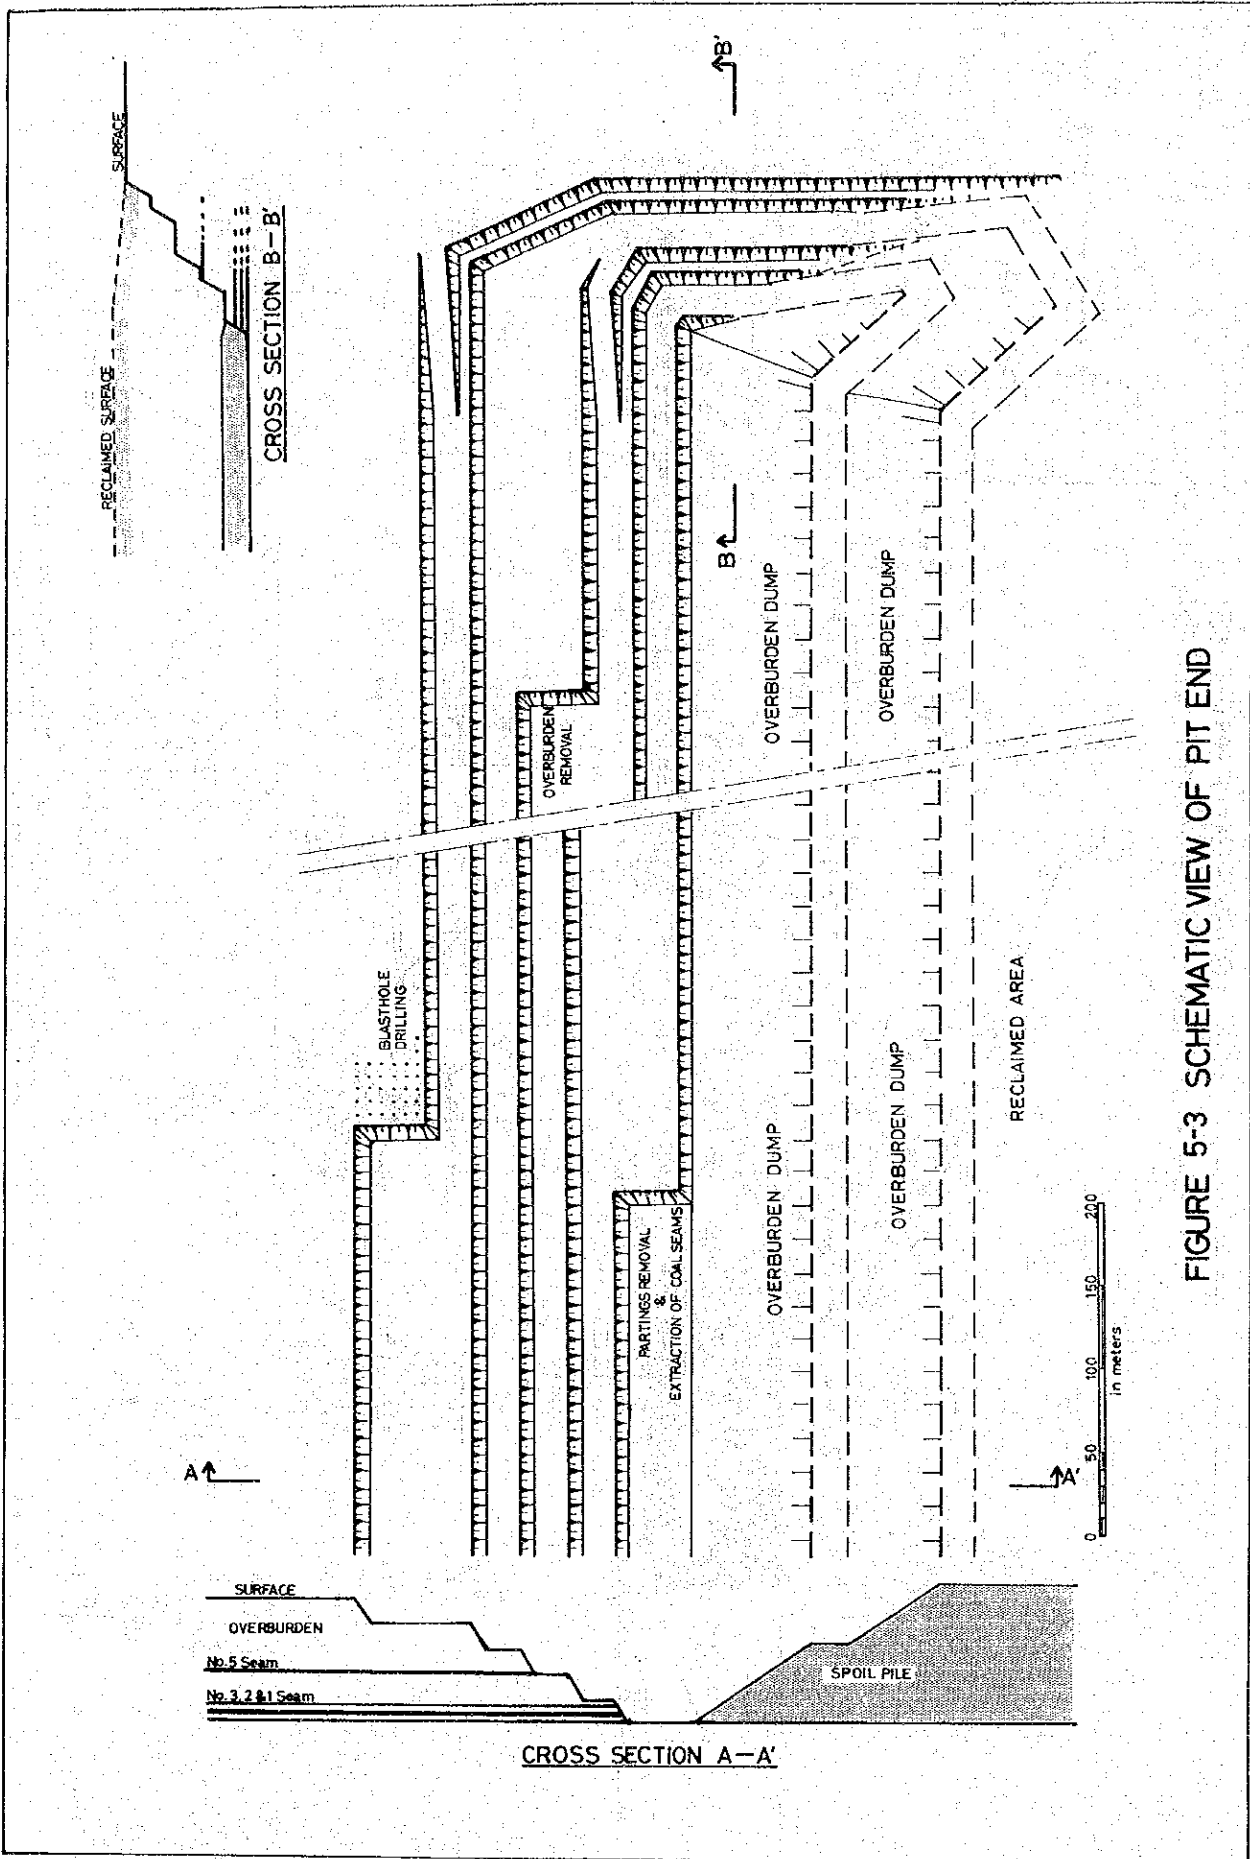 SURFACE
RECLAIMED SURFACE
CROSS SECTION B-B'
B'
B
BLASTHOLE
DRILLING
OVERBURDEN
REMOVAL
PARTINGS REMOVAL
&
EXTRACTION OF COAL SEAMS
OVERBURDEN DUMP
OVERBURDEN DUMP
OVERBURDEN DUMP
OVERBURDEN DUMP
RECLAIMED AREA
A
A'
0 50 100 150 200
in meters
SURFACE
OVERBURDEN
No.5 Seam
No.3, 2 & 1 Seam
SPOIL PILE
CROSS SECTION A-A'
FIGURE 5-3 SCHEMATIC VIEW OF PIT END